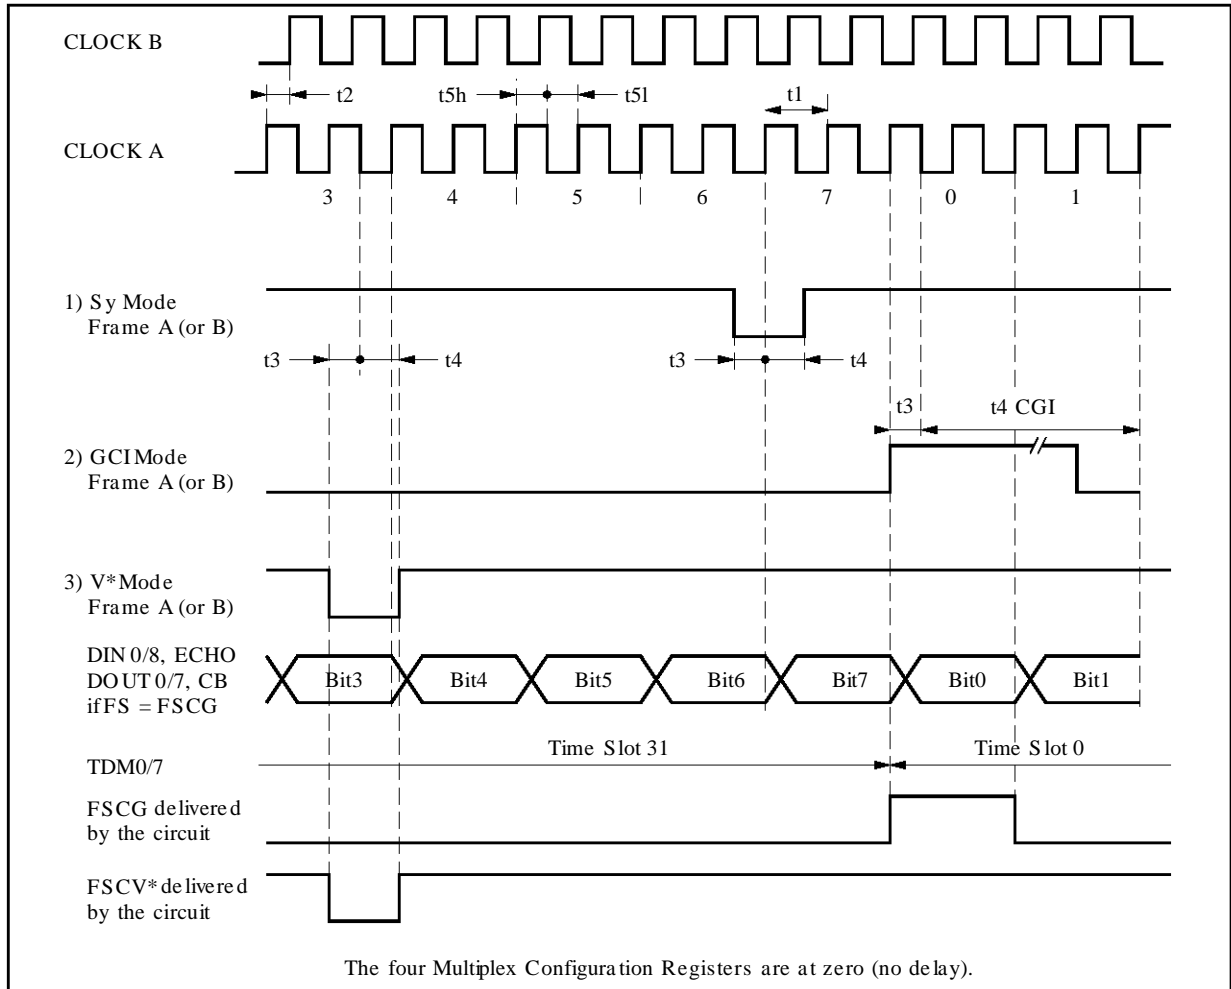 CLOCK B
t2
t5h
t5l
t1
CLOCK A
3
4
5
6
7
0
1
1) Sy Mode
Frame A (or B)
t3
t4
t3
t4
t3
t4 CGI
2) GCI Mode
Frame A (or B)
3) V* Mode
Frame A (or B)
DIN 0/8, ECHO
DOUT 0/7, CB
if FS = FSCG
Bit3
Bit4
Bit5
Bit6
Bit7
Bit0
Bit1
Time Slot 31
Time Slot 0
TDM0/7
FSCG delivered
by the circuit
FSCV* delivered
by the circuit
The four Multiplex Configuration Registers are at zero (no delay).